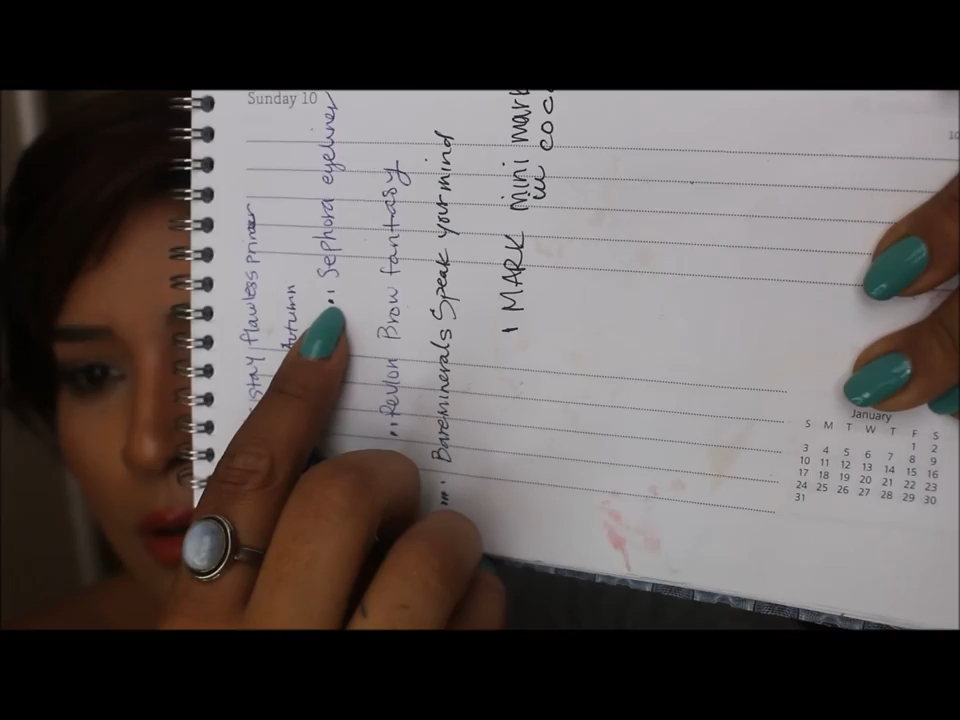 Sunday 10
stay flawless primer
Autumn
.. Sephora eyeliner
.. Revlon Brow fantasy
... Bareminerals Speak your mind
ı MARK mini mark
in coc
January
S M T W T F S
1 2
3 4 5 6 7 8 9
10 11 12 13 14 15 16
17 18 19 20 21 22 23
24 25 26 27 28 29 30
31